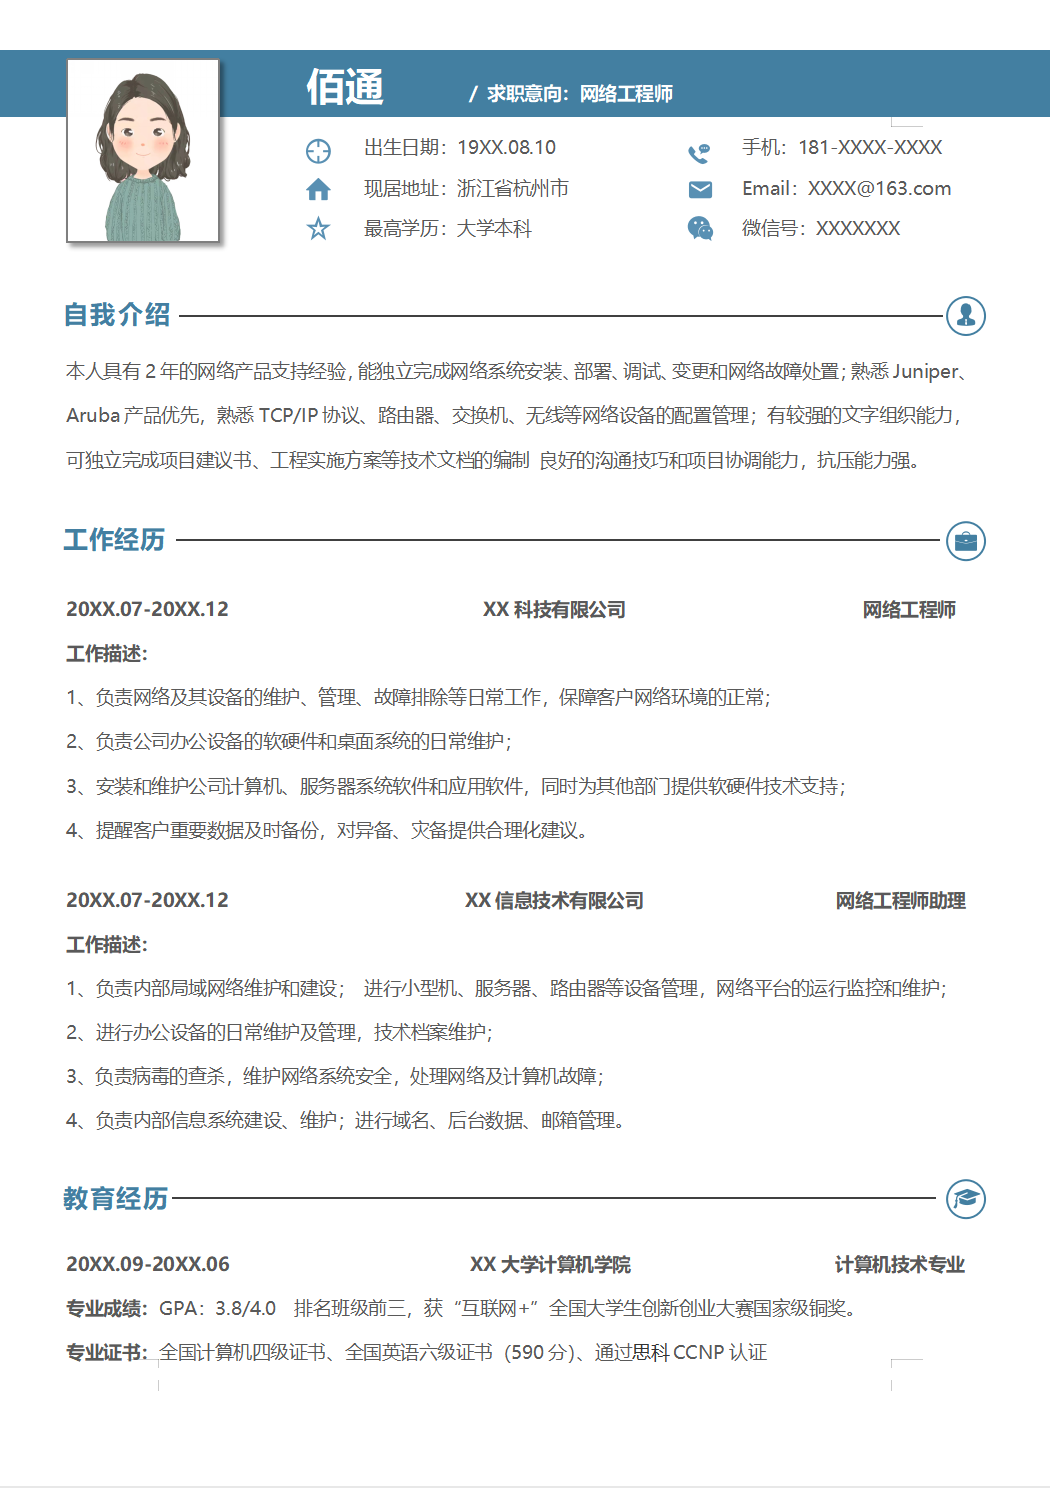 佰通 / 求职意向：网络工程师
出生日期：19XX.08.10 手机：181-XXXX-XXXX
现居地址：浙江省杭州市 Email：XXXX@163.com
最高学历：大学本科 微信号：XXXXXXX
自我介绍
本人具有 2 年的网络产品支持经验，能独立完成网络系统安装、部署、调试、变更和网络故障处置；熟悉 Juniper、
Aruba 产品优先，熟悉 TCP/IP 协议、路由器、交换机、无线等网络设备的配置管理；有较强的文字组织能力，
可独立完成项目建议书、工程实施方案等技术文档的编制 良好的沟通技巧和项目协调能力，抗压能力强。
工作经历
20XX.07-20XX.12 XX 科技有限公司 网络工程师
工作描述：
1、负责网络及其设备的维护、管理、故障排除等日常工作，保障客户网络环境的正常；
2、负责公司办公设备的软硬件和桌面系统的日常维护；
3、安装和维护公司计算机、服务器系统软件和应用软件，同时为其他部门提供软硬件技术支持；
4、提醒客户重要数据及时备份，对异备、灾备提供合理化建议。
20XX.07-20XX.12 XX 信息技术有限公司 网络工程师助理
工作描述：
1、负责内部局域网络维护和建设； 进行小型机、服务器、路由器等设备管理，网络平台的运行监控和维护；
2、进行办公设备的日常维护及管理，技术档案维护；
3、负责病毒的查杀，维护网络系统安全，处理网络及计算机故障；
4、负责内部信息系统建设、维护；进行域名、后台数据、邮箱管理。
教育经历
20XX.09-20XX.06 XX 大学计算机学院 计算机技术专业
专业成绩：GPA：3.8/4.0 排名班级前三，获“互联网+”全国大学生创新创业大赛国家级铜奖。
专业证书：全国计算机四级证书、全国英语六级证书（590 分）、通过思科 CCNP 认证